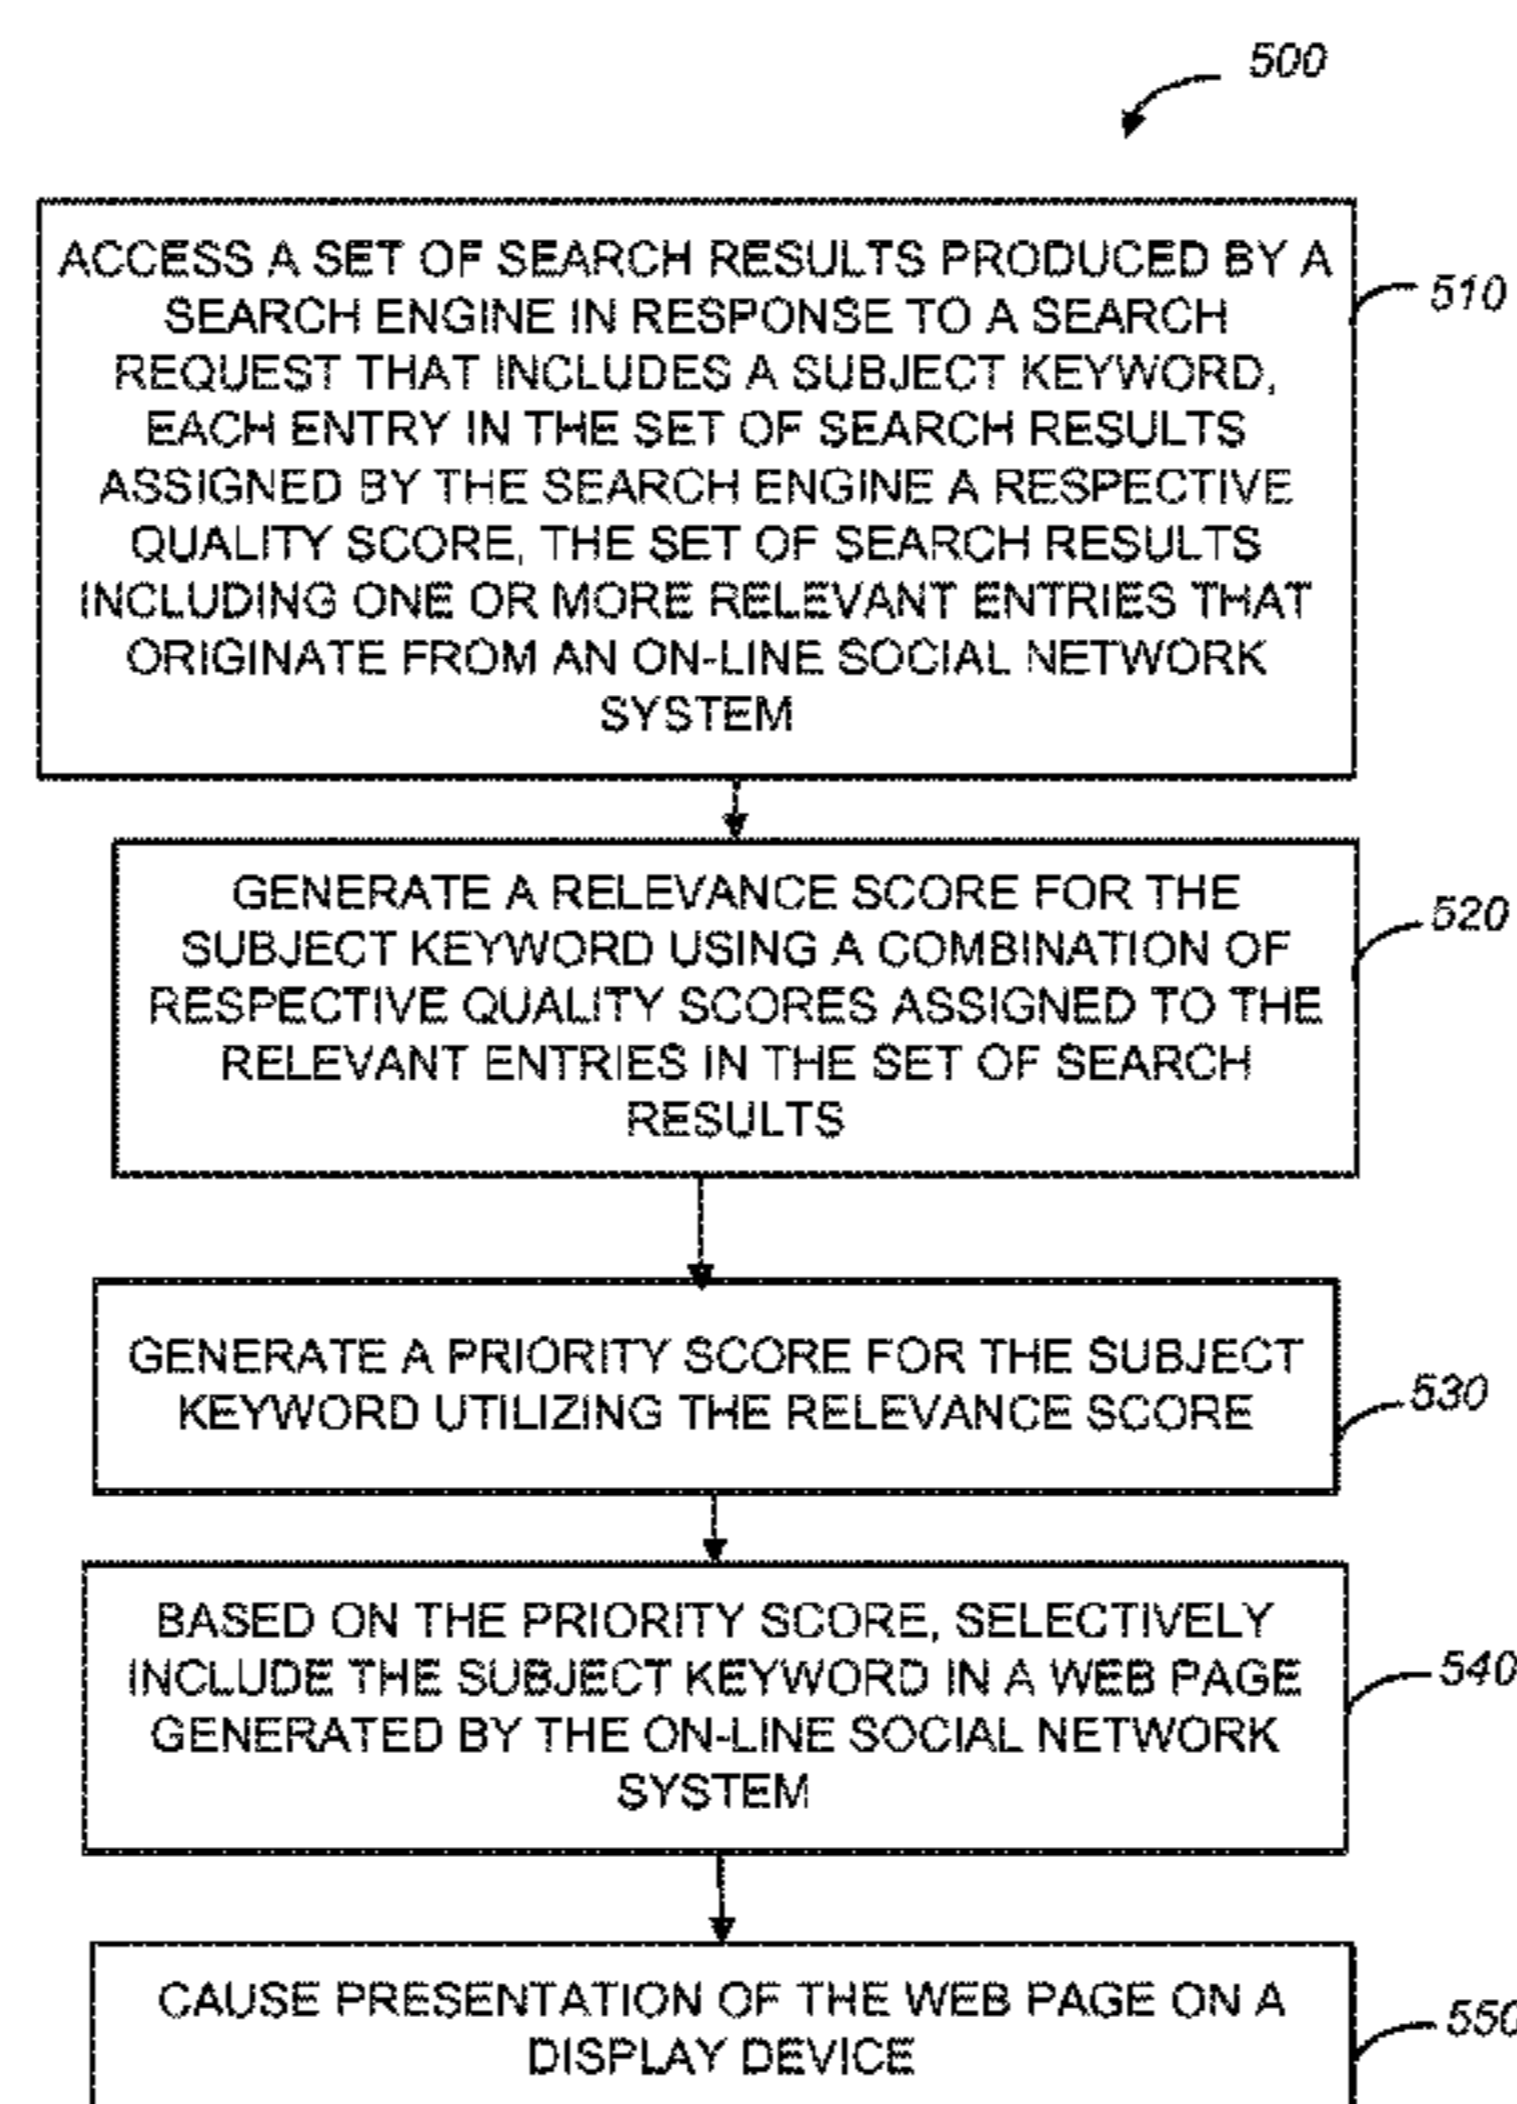 500
ACCESS A SET OF SEARCH RESULTS PRODUCED BY A
SEARCH ENGINE IN RESPONSE TO A SEARCH
REQUEST THAT INCLUDES A SUBJECT KEYWORD,
EACH ENTRY IN THE SET OF SEARCH RESULTS
ASSIGNED BY THE SEARCH ENGINE A RESPECTIVE
QUALITY SCORE, THE SET OF SEARCH RESULTS
INCLUDING ONE OR MORE RELEVANT ENTRIES THAT
ORIGINATE FROM AN ON-LINE SOCIAL NETWORK
SYSTEM
510
GENERATE A RELEVANCE SCORE FOR THE
SUBJECT KEYWORD USING A COMBINATION OF
RESPECTIVE QUALITY SCORES ASSIGNED TO THE
RELEVANT ENTRIES IN THE SET OF SEARCH
RESULTS
520
GENERATE A PRIORITY SCORE FOR THE SUBJECT
KEYWORD UTILIZING THE RELEVANCE SCORE
530
BASED ON THE PRIORITY SCORE, SELECTIVELY
INCLUDE THE SUBJECT KEYWORD IN A WEB PAGE
GENERATED BY THE ON-LINE SOCIAL NETWORK
SYSTEM
540
CAUSE PRESENTATION OF THE WEB PAGE ON A
DISPLAY DEVICE
550